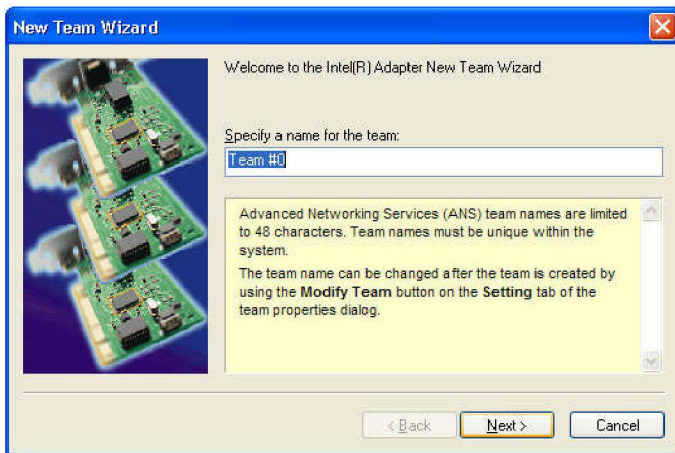 New Team Wizard
Welcome to the Intel(R) Adapter New Team Wizard
Specify a name for the team:
Team #0
Advanced Networking Services (ANS) team names are limited
to 48 characters. Team names must be unique within the
system.
The team name can be changed after the team is created by
using the Modify Team button on the Setting tab of the
team properties dialog.
< Back
Next >
Cancel